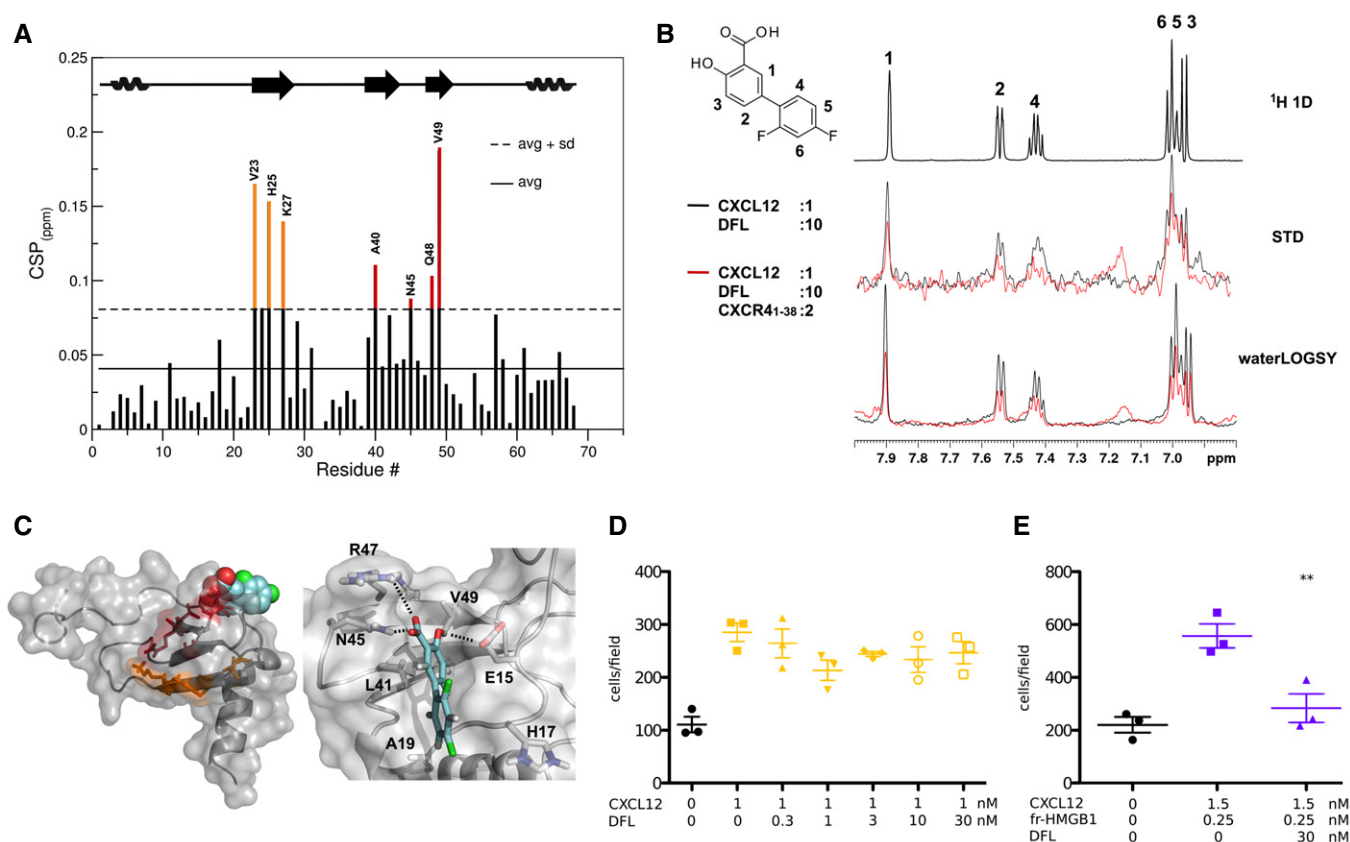 A
0.25
0.2
0.15
0.1
0.05
0
CSP(ppm)
V23
H25
K27
A40
N45
Q48
V49
avg + sd
avg
0 10 20 30 40 50 60 70
Residue #
B
O
OH
HO
F
F
1
2
3
4
5
6
1
2
4
6 5 3
¹H 1D
CXCL12 :1
DFL :10
STD
CXCL12 :1
DFL :10
CXCR4₁₋₃₈ :2
waterLOGSY
7.9 7.8 7.7 7.6 7.5 7.4 7.3 7.2 7.1 7.0 ppm
C
R47
V49
N45
L41
E15
A19
H17
D
400
300
200
100
0
cells/field
CXCL12 0 1 1 1 1 1 1 nM
DFL 0 0 0.3 1 3 10 30 nM
E
800
600
400
200
0
cells/field
**
CXCL12 0 1.5 1.5 nM
fr-HMGB1 0 0.25 0.25 nM
DFL 0 0 30 nM